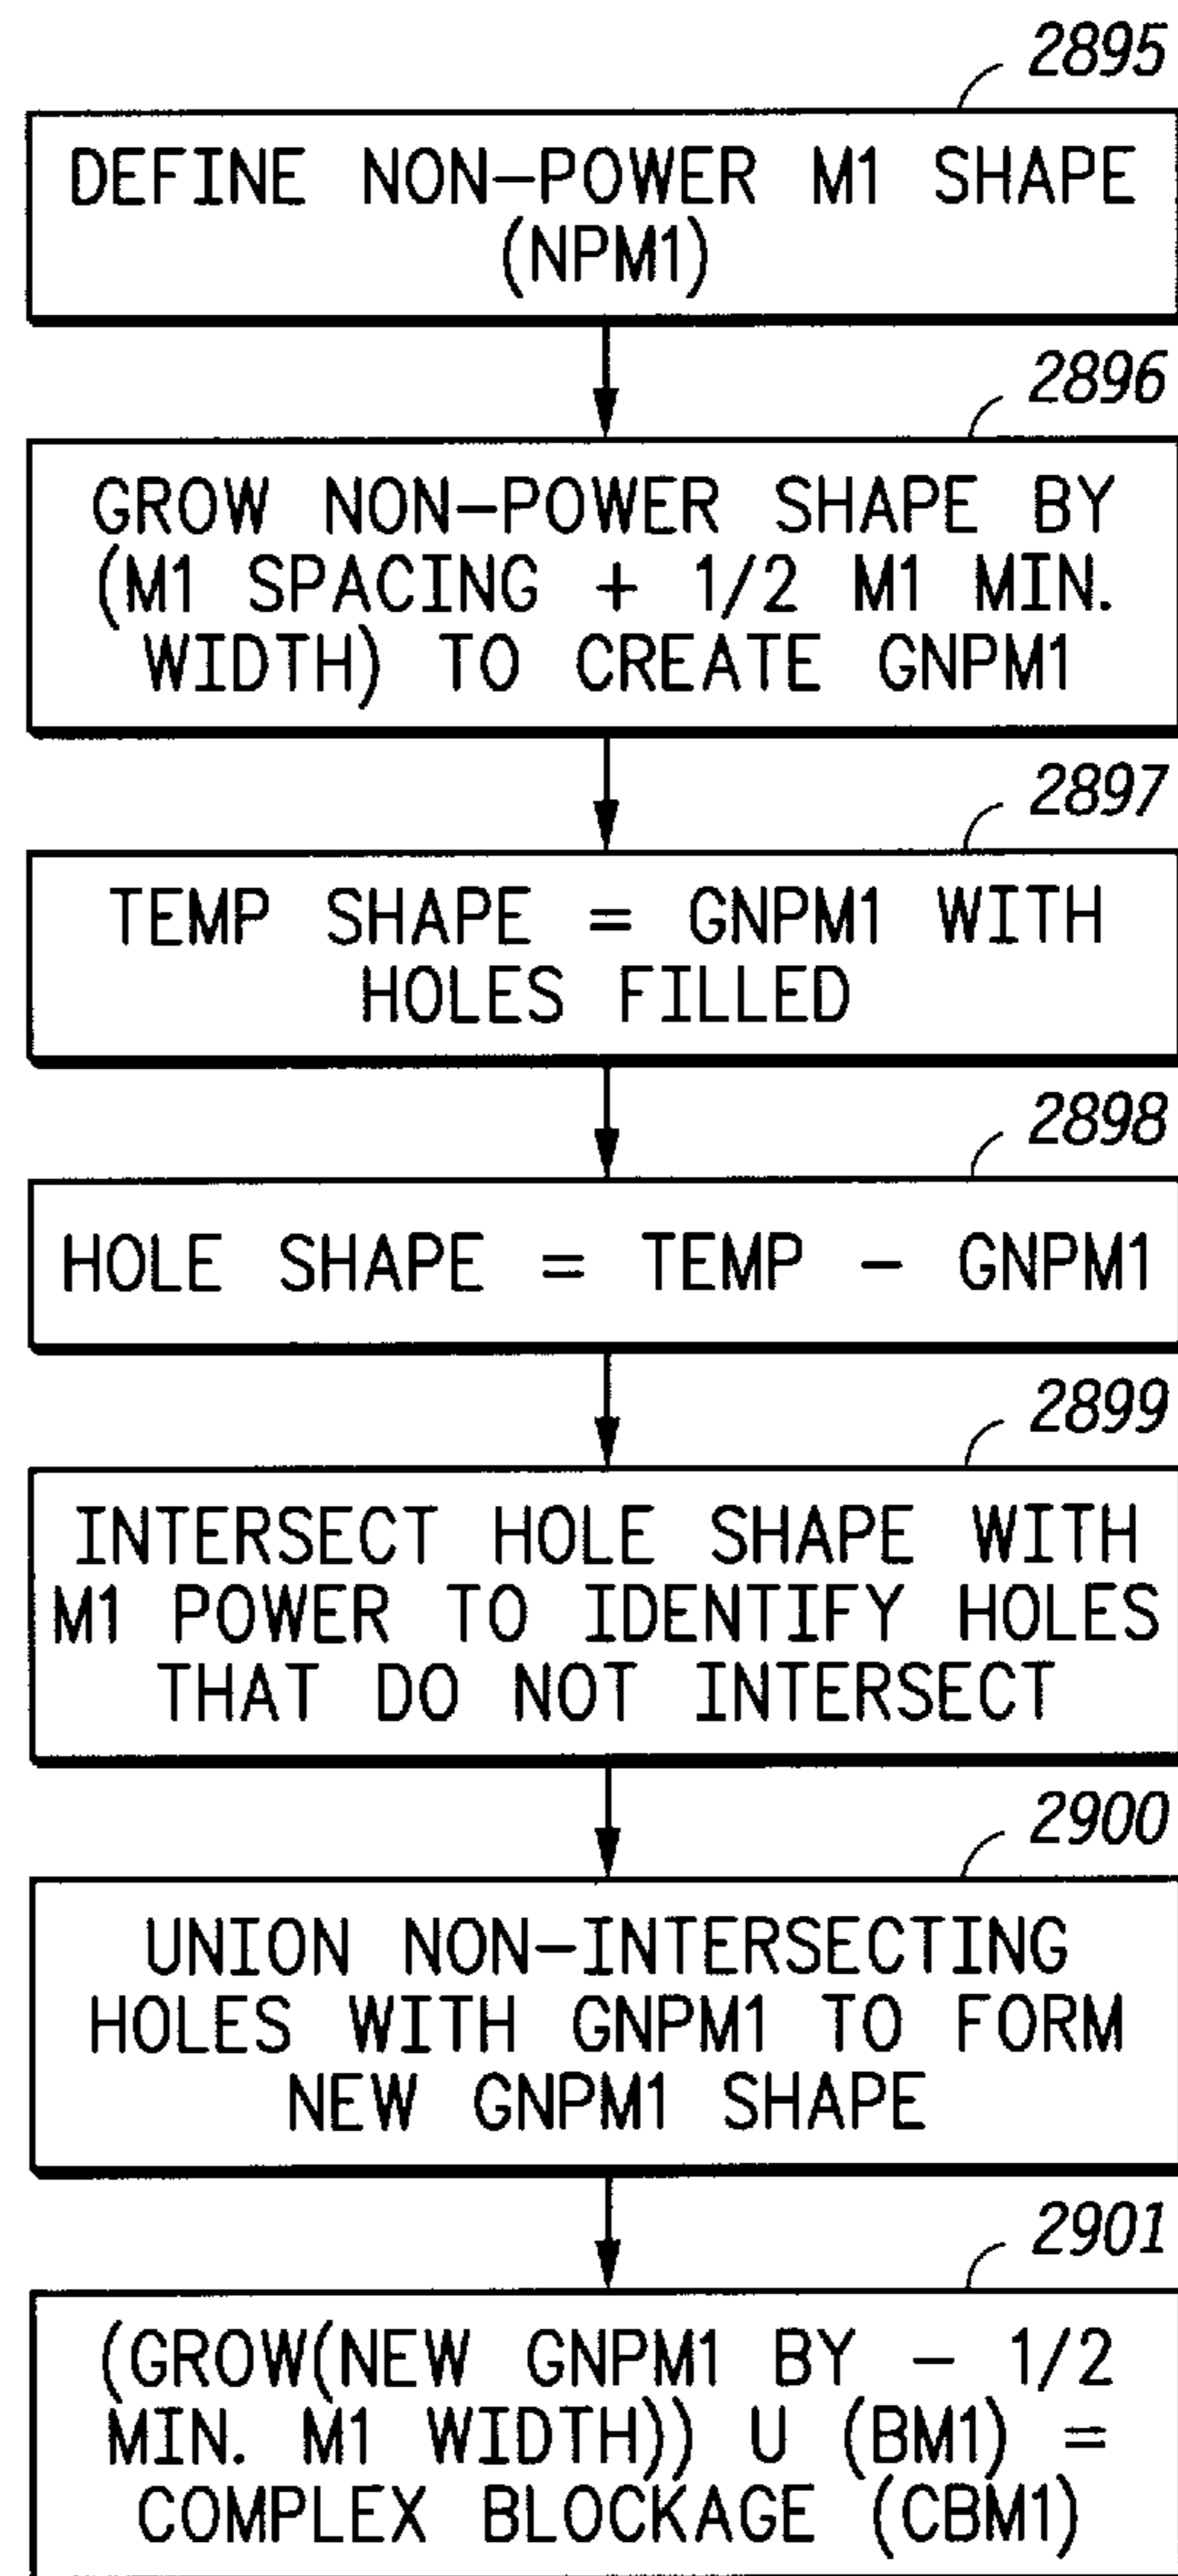 2895
DEFINE NON-POWER M1 SHAPE
(NPM1)
2896
GROW NON-POWER SHAPE BY
(M1 SPACING + 1/2 M1 MIN.
WIDTH) TO CREATE GNPM1
2897
TEMP SHAPE = GNPM1 WITH
HOLES FILLED
2898
HOLE SHAPE = TEMP - GNPM1
2899
INTERSECT HOLE SHAPE WITH
M1 POWER TO IDENTIFY HOLES
THAT DO NOT INTERSECT
2900
UNION NON-INTERSECTING
HOLES WITH GNPM1 TO FORM
NEW GNPM1 SHAPE
2901
(GROW(NEW GNPM1 BY - 1/2
MIN. M1 WIDTH)) U (BM1) =
COMPLEX BLOCKAGE (CBM1)